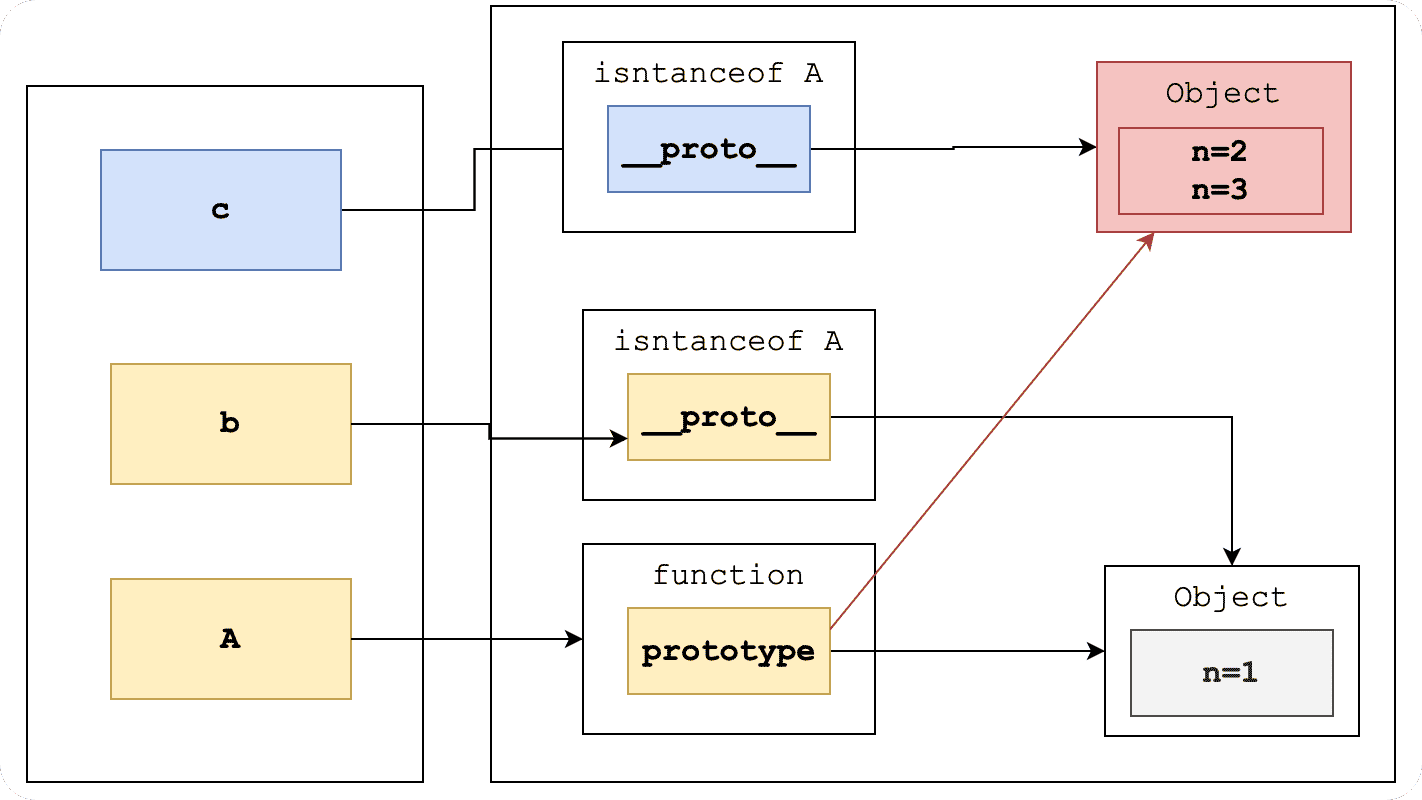 isntanceof A
__proto__
Object
n=2
n=3
c
isntanceof A
__proto__
b
function
prototype
A
Object
n=1